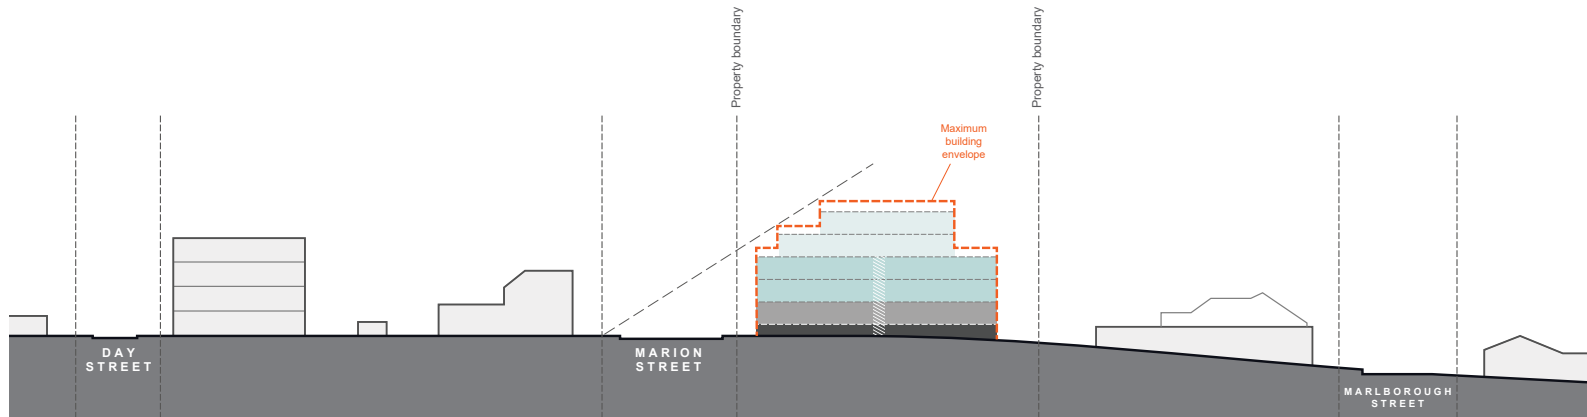 Property boundary
Property boundary
Maximum
building
envelope
DAY
STREET
MARION
STREET
MARLBOROUGH
STREET